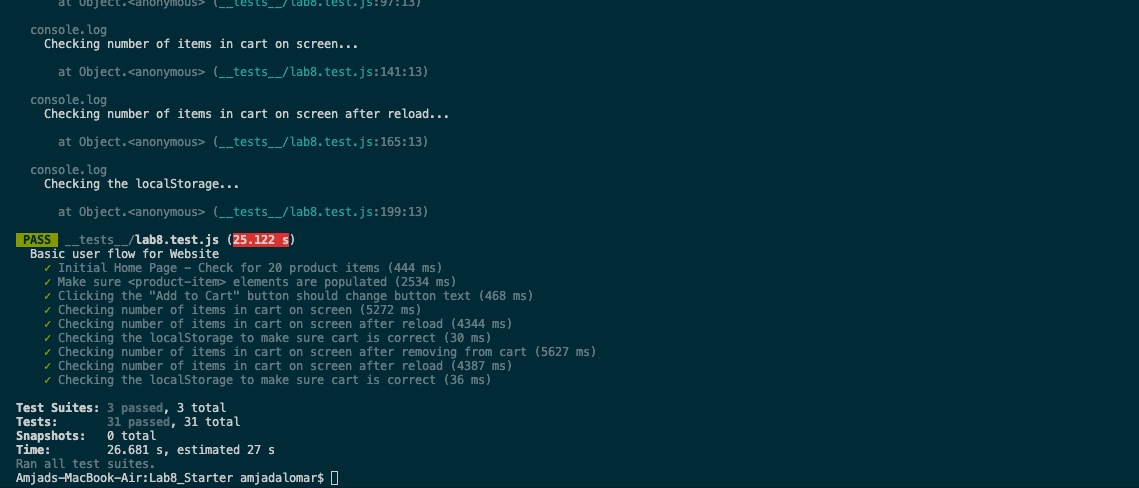 at Object.<anonymous> (__tests__/lab8.test.js:97:13)
console.log
Checking number of items in cart on screen...
at Object.<anonymous> (__tests__/lab8.test.js:141:13)
console.log
Checking number of items in cart on screen after reload...
at Object.<anonymous> (__tests__/lab8.test.js:165:13)
console.log
Checking the localStorage...
at Object.<anonymous> (__tests__/lab8.test.js:199:13)
PASS __tests__/lab8.test.js (25.122 s)
Basic user flow for Website
✓ Initial Home Page - Check for 20 product items (444 ms)
✓ Make sure <product-item> elements are populated (2534 ms)
✓ Clicking the "Add to Cart" button should change button text (468 ms)
✓ Checking number of items in cart on screen (5272 ms)
✓ Checking number of items in cart on screen after reload (4344 ms)
✓ Checking the localStorage to make sure cart is correct (30 ms)
✓ Checking number of items in cart on screen after removing from cart (5627 ms)
✓ Checking number of items in cart on screen after reload (4387 ms)
✓ Checking the localStorage to make sure cart is correct (36 ms)
Test Suites: 3 passed, 3 total
Tests: 31 passed, 31 total
Snapshots: 0 total
Time: 26.681 s, estimated 27 s
Ran all test suites.
Amjads-MacBook-Air:Lab8_Starter amjadalomar$